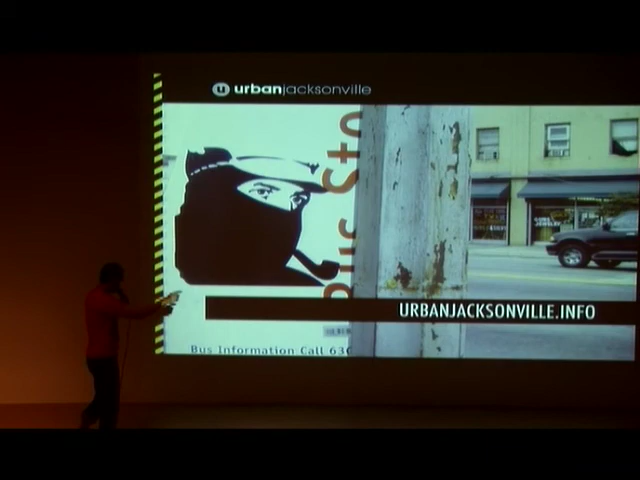 u urbanjacksonville
Bus Sto
URBANJACKSONVILLE.INFO
Bus Information Call 630